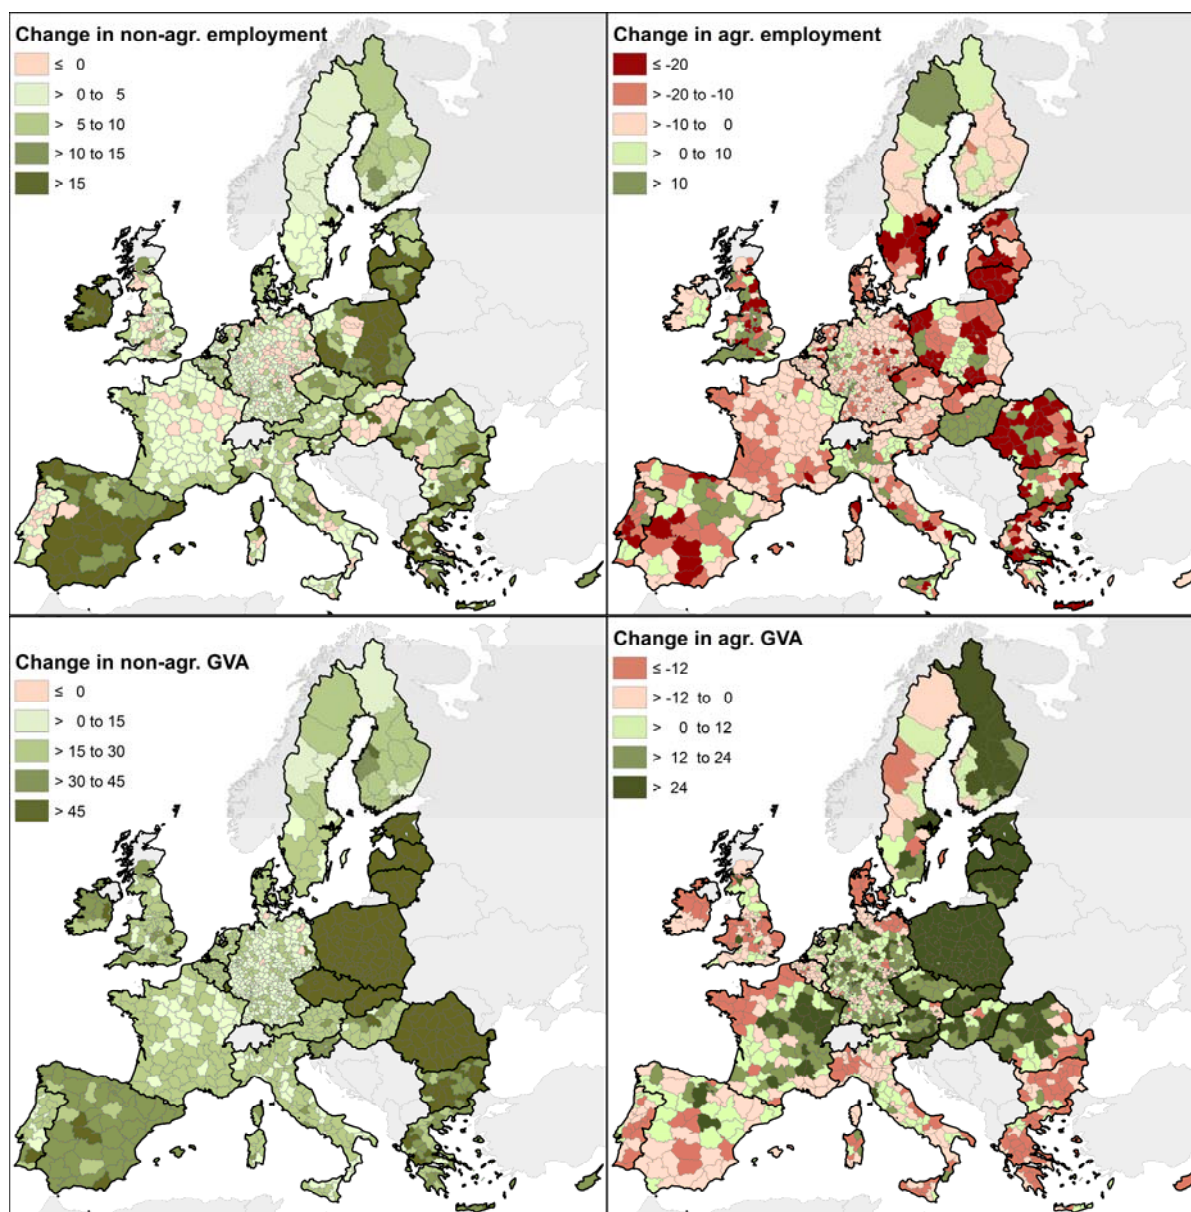 Change in non-agr. employment
≤ 0
> 0 to 5
> 5 to 10
> 10 to 15
> 15
Change in agr. employment
≤ -20
> -20 to -10
> -10 to 0
> 0 to 10
> 10
Change in non-agr. GVA
≤ 0
> 0 to 15
> 15 to 30
> 30 to 45
> 45
Change in agr. GVA
≤ -12
> -12 to 0
> 0 to 12
> 12 to 24
> 24